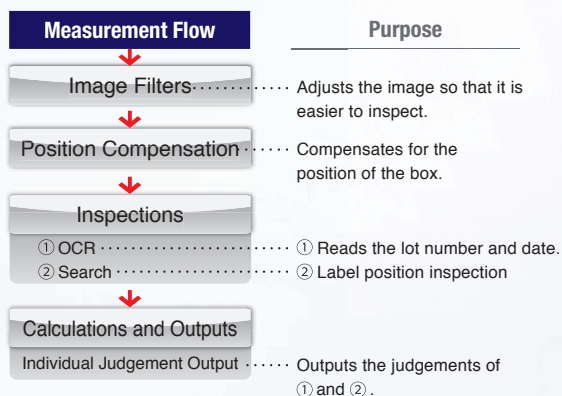 Measurement Flow
Purpose
Image Filters
Adjusts the image so that it is
easier to inspect.
Position Compensation
Compensates for the
position of the box.
Inspections
① OCR
① Reads the lot number and date.
② Search
② Label position inspection
Calculations and Outputs
Individual Judgement Output
Outputs the judgements of
① and ② .